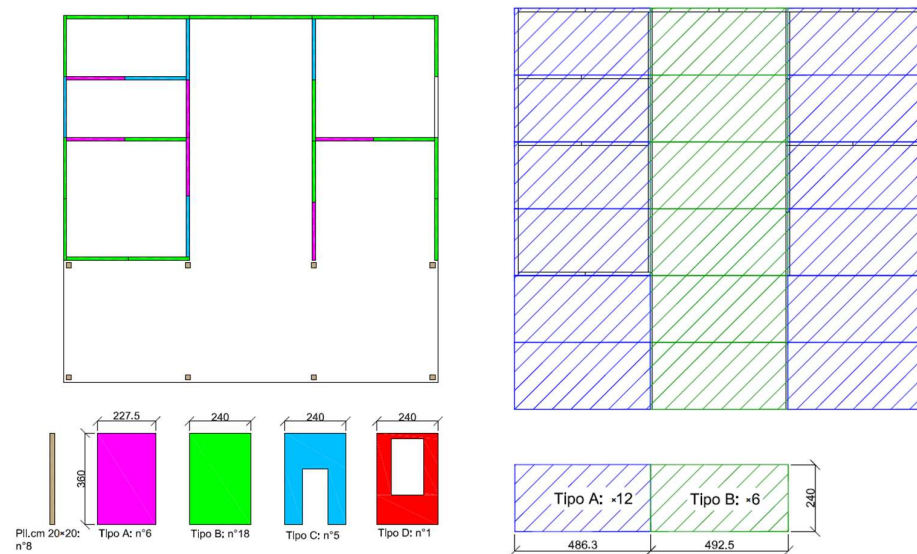 227.5
240
240
240
360
Pll.cm 20×20:
n°8
Tipo A: n°6
Tipo B: n°18
Tipo C: n°5
Tipo D: n°1
Tipo A: ×12
Tipo B: ×6
240
486.3
492.5